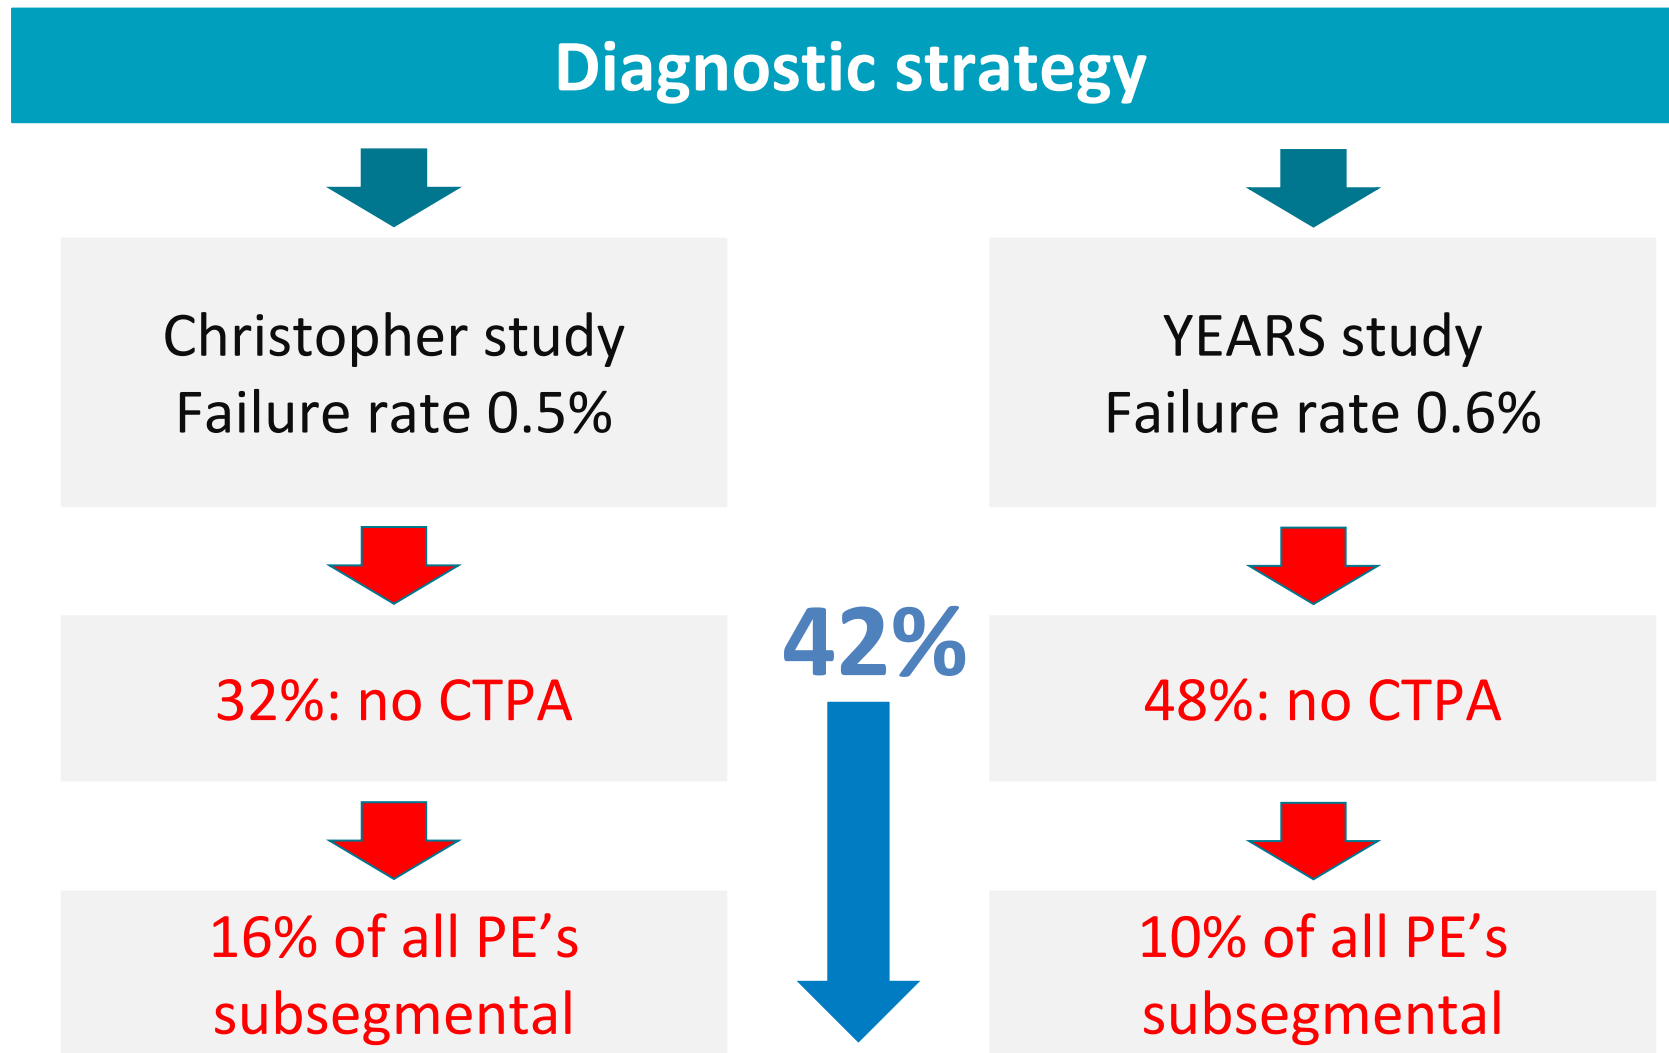 Diagnostic strategy
Christopher study
Failure rate 0.5%
YEARS study
Failure rate 0.6%
42%
32%: no CTPA
48%: no CTPA
16% of all PE’s
subsegmental
10% of all PE’s
subsegmental